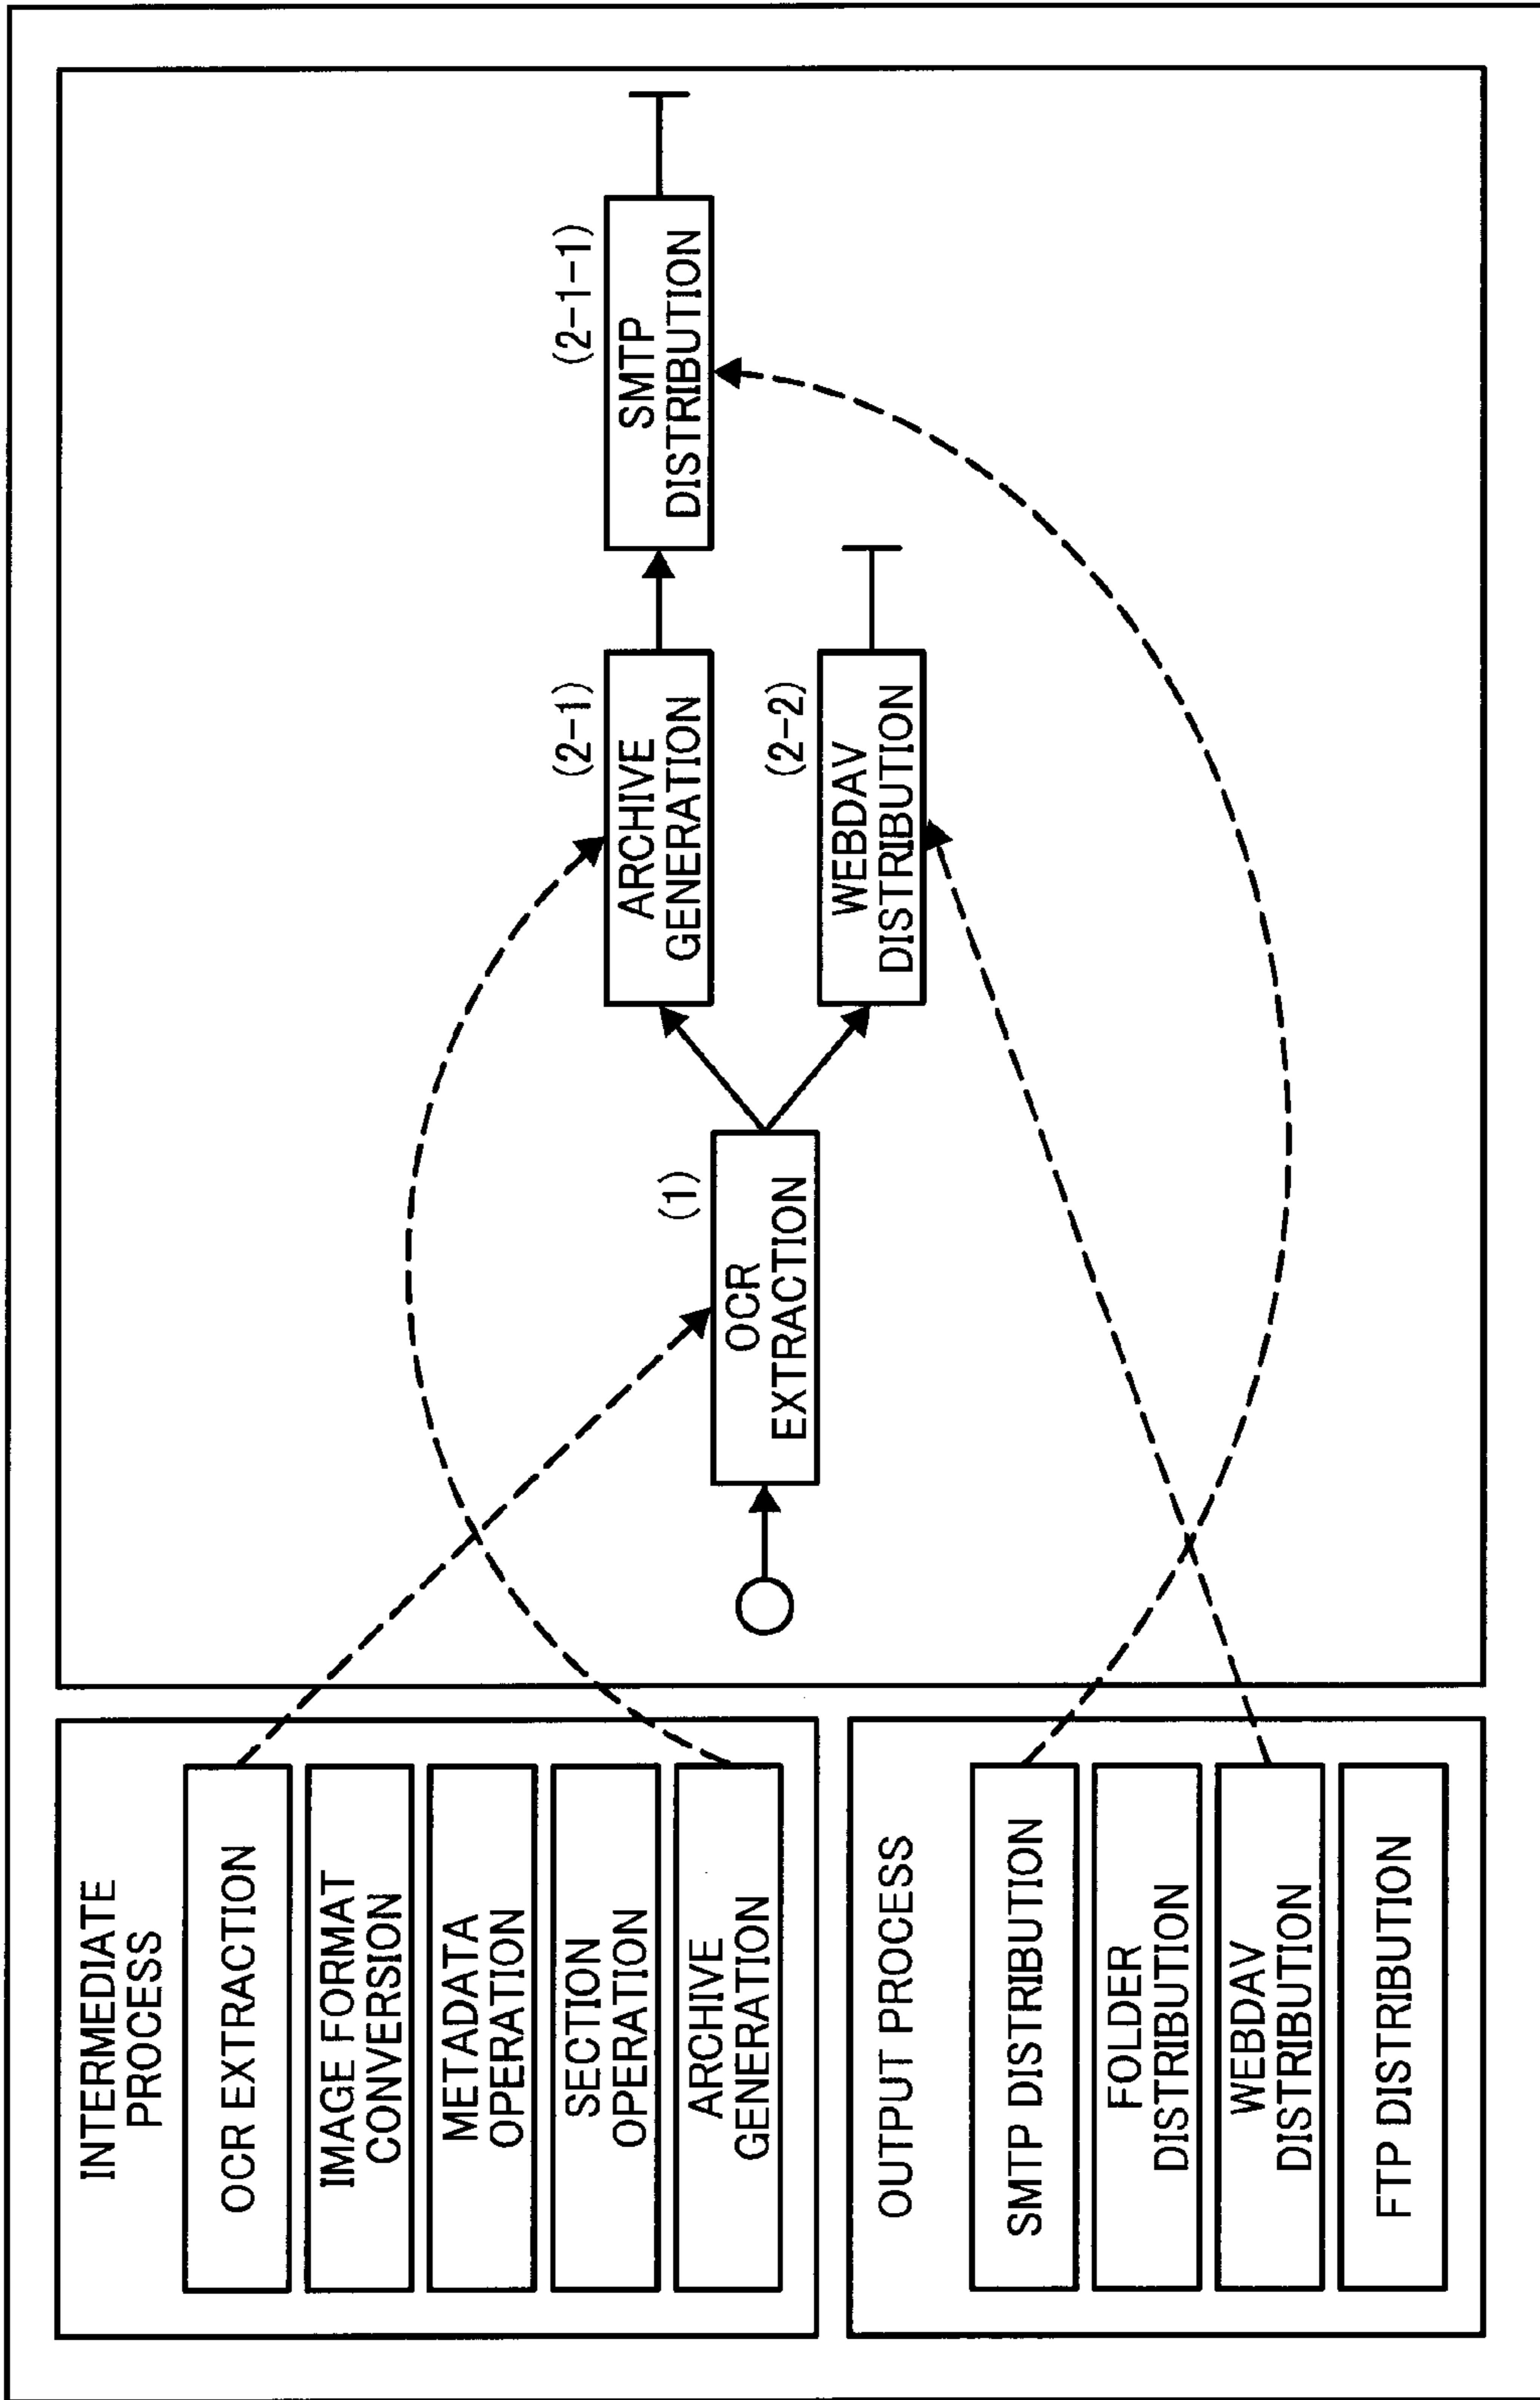 INTERMEDIATE
PROCESS
OCR EXTRACTION
IMAGE FORMAT
CONVERSION
METADATA
OPERATION
SECTION
OPERATION
ARCHIVE
GENERATION
OUTPUT PROCESS
SMTP DISTRIBUTION
FOLDER
DISTRIBUTION
WEBDAV
DISTRIBUTION
FTP DISTRIBUTION
(1)
OCR
EXTRACTION
(2-1)
ARCHIVE
GENERATION
(2-2)
WEBDAV
DISTRIBUTION
(2-1-1)
SMTP
DISTRIBUTION